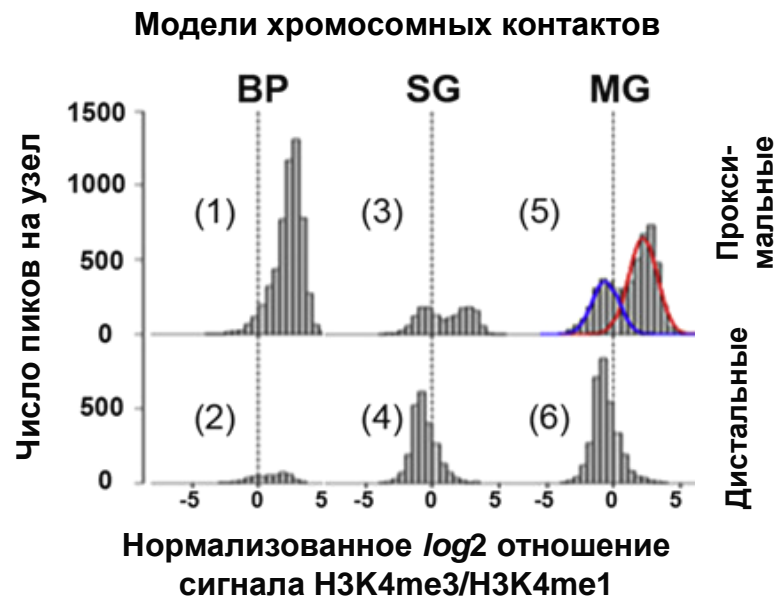 Модели хромосомных контактов
BP SG MG
1500
1000
500
0
(1) (3) (5)
500
0
(2) (4) (6)
-5 0 5 -5 0 5 -5 0 5
Число пиков на узел
Прокси-
мальные
Дистальные
Нормализованное log2 отношение
сигнала H3K4me3/H3K4me1